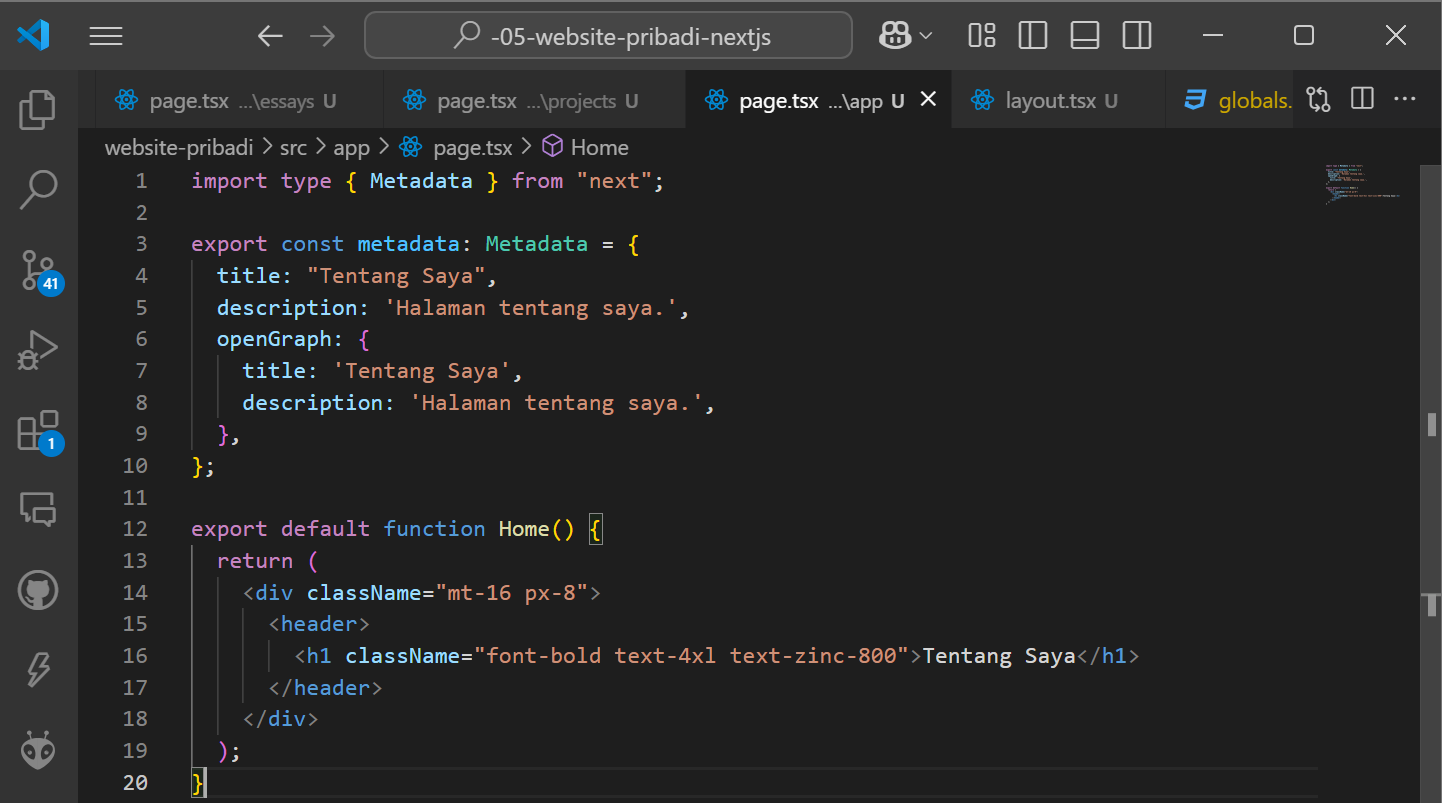 -05-website-pribadi-nextjs
page.tsx ...\essays U
page.tsx ...\projects U
page.tsx ...\app U
layout.tsx U
globals.
website-pribadi > src > app > page.tsx > Home
1 import type { Metadata } from "next";
2
3 export const metadata: Metadata = {
4   title: "Tentang Saya",
5   description: 'Halaman tentang saya.',
6   openGraph: {
7     title: 'Tentang Saya',
8     description: 'Halaman tentang saya.',
9   },
10 };
11
12 export default function Home() {
13   return (
14     <div className="mt-16 px-8">
15       <header>
16         <h1 className="font-bold text-4xl text-zinc-800">Tentang Saya</h1>
17       </header>
18     </div>
19   );
20 }
41
1